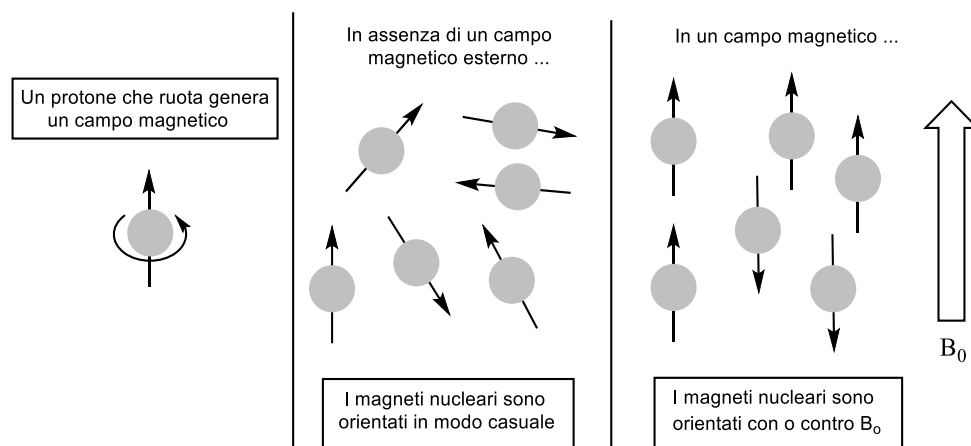 Un protone che ruota genera
un campo magnetico
In assenza di un campo
magnetico esterno ...
I magneti nucleari sono
orientati in modo casuale
In un campo magnetico ...
B₀
I magneti nucleari sono
orientati con o contro Bₒ